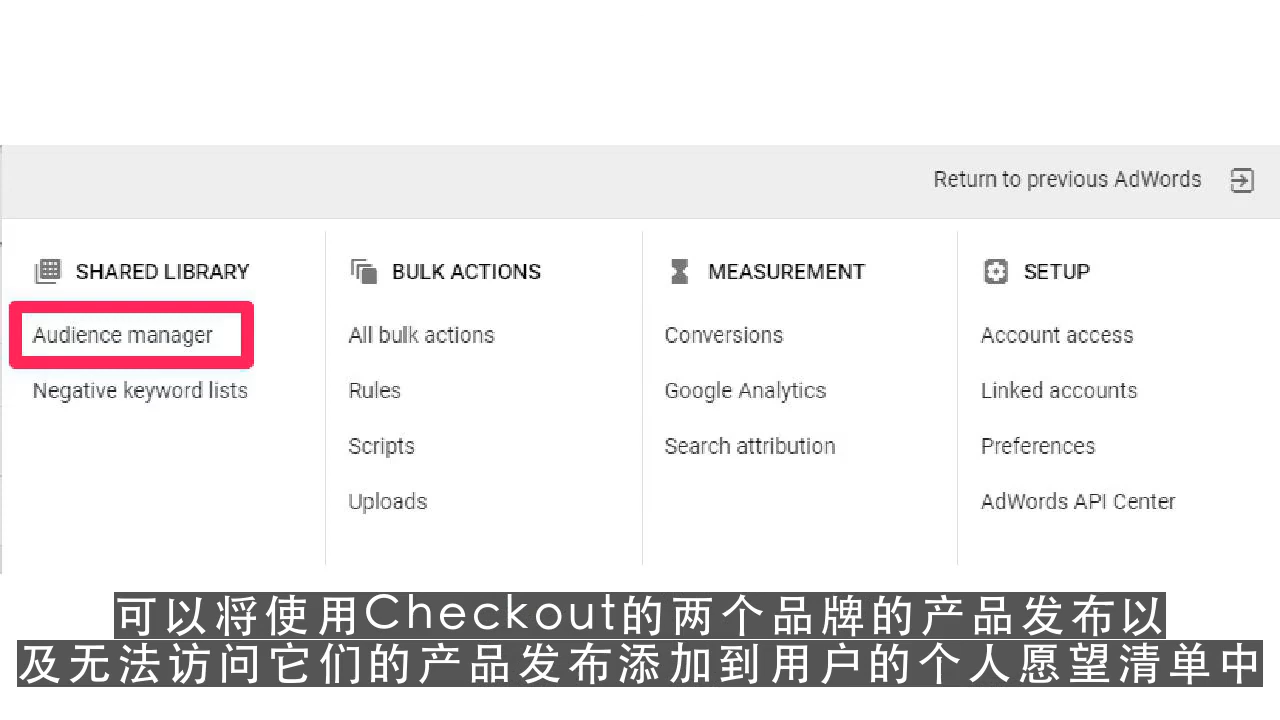 Return to previous AdWords
SHARED LIBRARY
Audience manager
Negative keyword lists
BULK ACTIONS
All bulk actions
Rules
Scripts
Uploads
MEASUREMENT
Conversions
Google Analytics
Search attribution
SETUP
Account access
Linked accounts
Preferences
AdWords API Center
可以将使用Checkout的两个品牌的产品发布以
及无法访问它们的产品发布添加到用户的个人愿望清单中